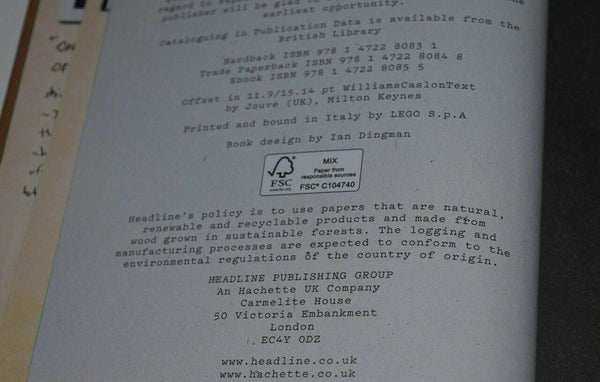 publisher will be glad to
earliest opportunity.
Cataloguing in Publication Data is available from the
British Library
Hardback ISBN 978 1 4722 8083 1
Trade Paperback ISBN 978 1 4722 8084 8
Ebook ISBN 978 1 4722 8085 5
Offset in 11.9/15.14 pt WilliamsCaslonText
by Jouve (UK), Milton Keynes
Printed and bound in Italy by LEGO S.p.A
Book design by Ian Dingman
FSC
www.fsc.org
MIX
Paper from
responsible sources
FSC® C104740
Headline's policy is to use papers that are natural,
renewable and recyclable products and made from
wood grown in sustainable forests. The logging and
manufacturing processes are expected to conform to the
environmental regulations of the country of origin.
HEADLINE PUBLISHING GROUP
An Hachette UK Company
Carmelite House
50 Victoria Embankment
London
EC4Y 0DZ
www.headline.co.uk
www.hachette.co.uk